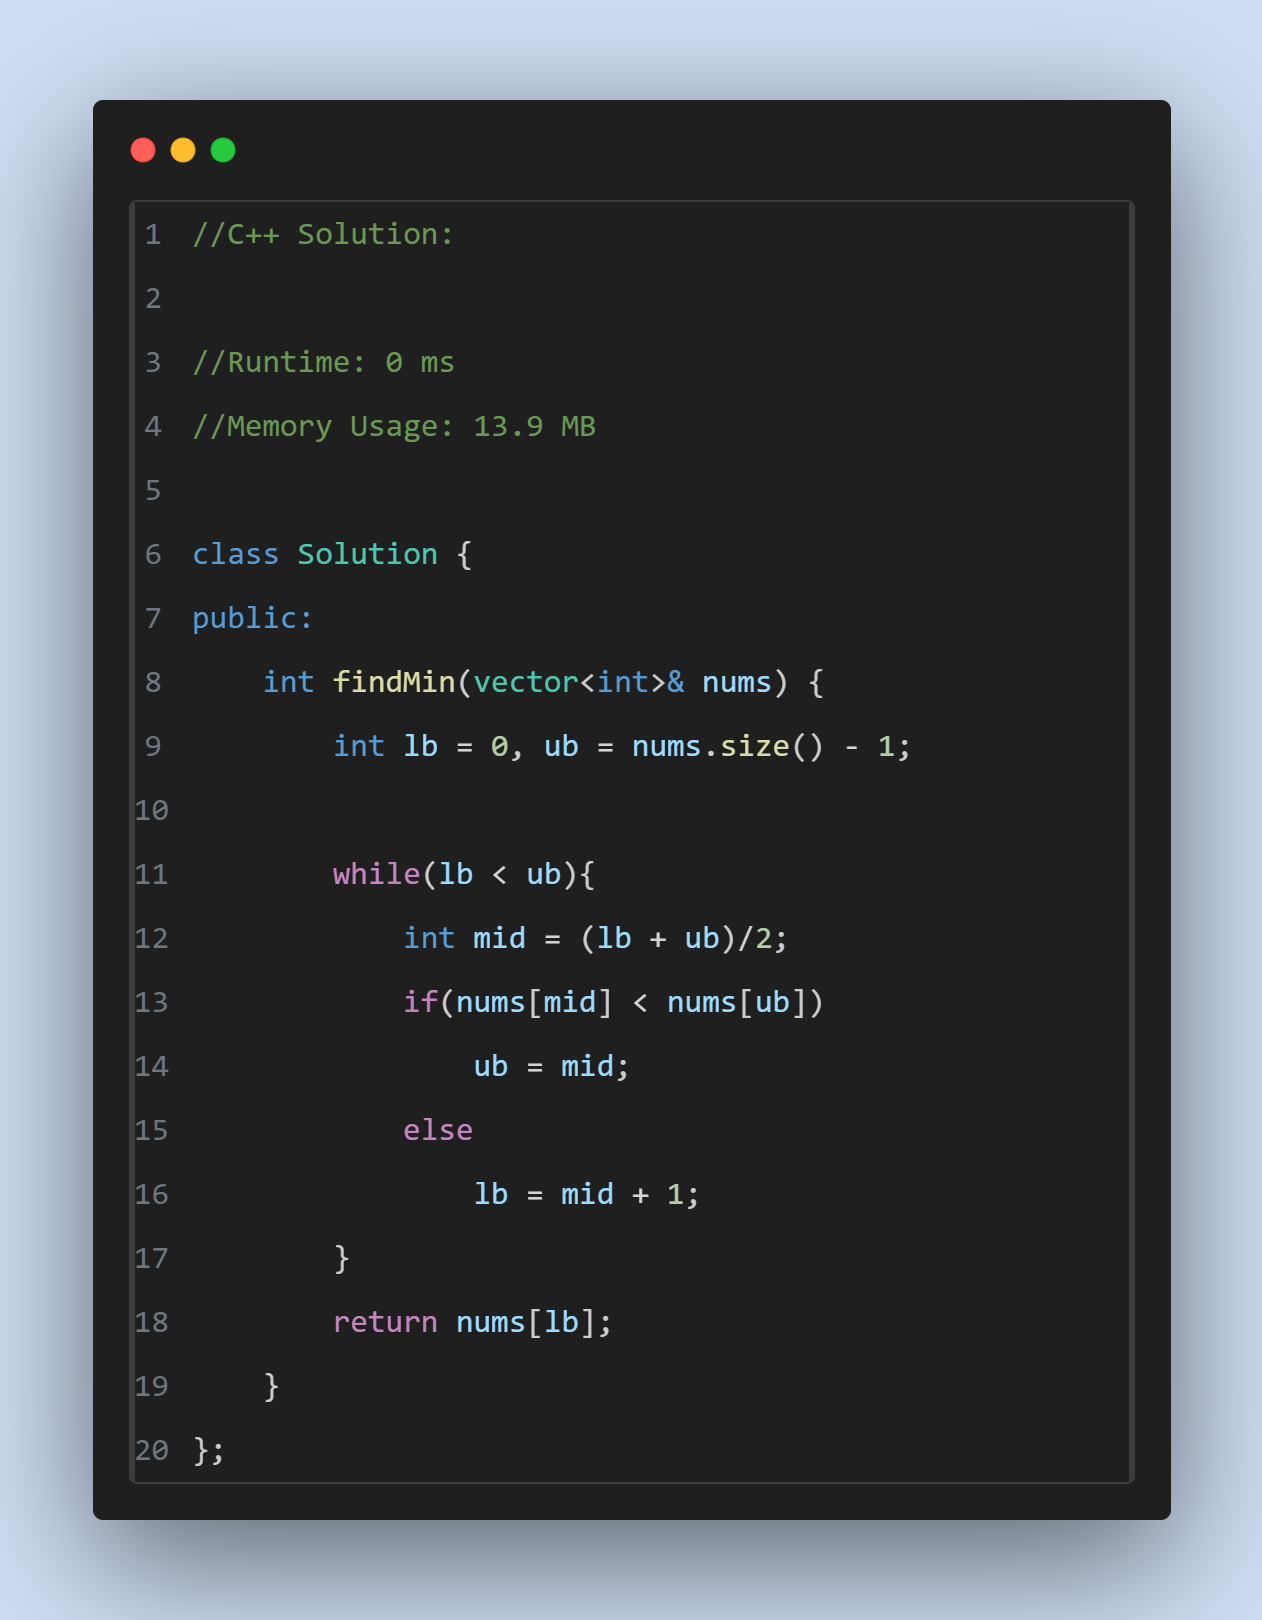 1 //C++ Solution:
2
3 //Runtime: 0 ms
4 //Memory Usage: 13.9 MB
5
6 class Solution {
7 public:
8     int findMin(vector<int>& nums) {
9         int lb = 0, ub = nums.size() - 1;
10
11         while(lb < ub){
12             int mid = (lb + ub)/2;
13             if(nums[mid] < nums[ub])
14                 ub = mid;
15             else
16                 lb = mid + 1;
17         }
18         return nums[lb];
19     }
20 };